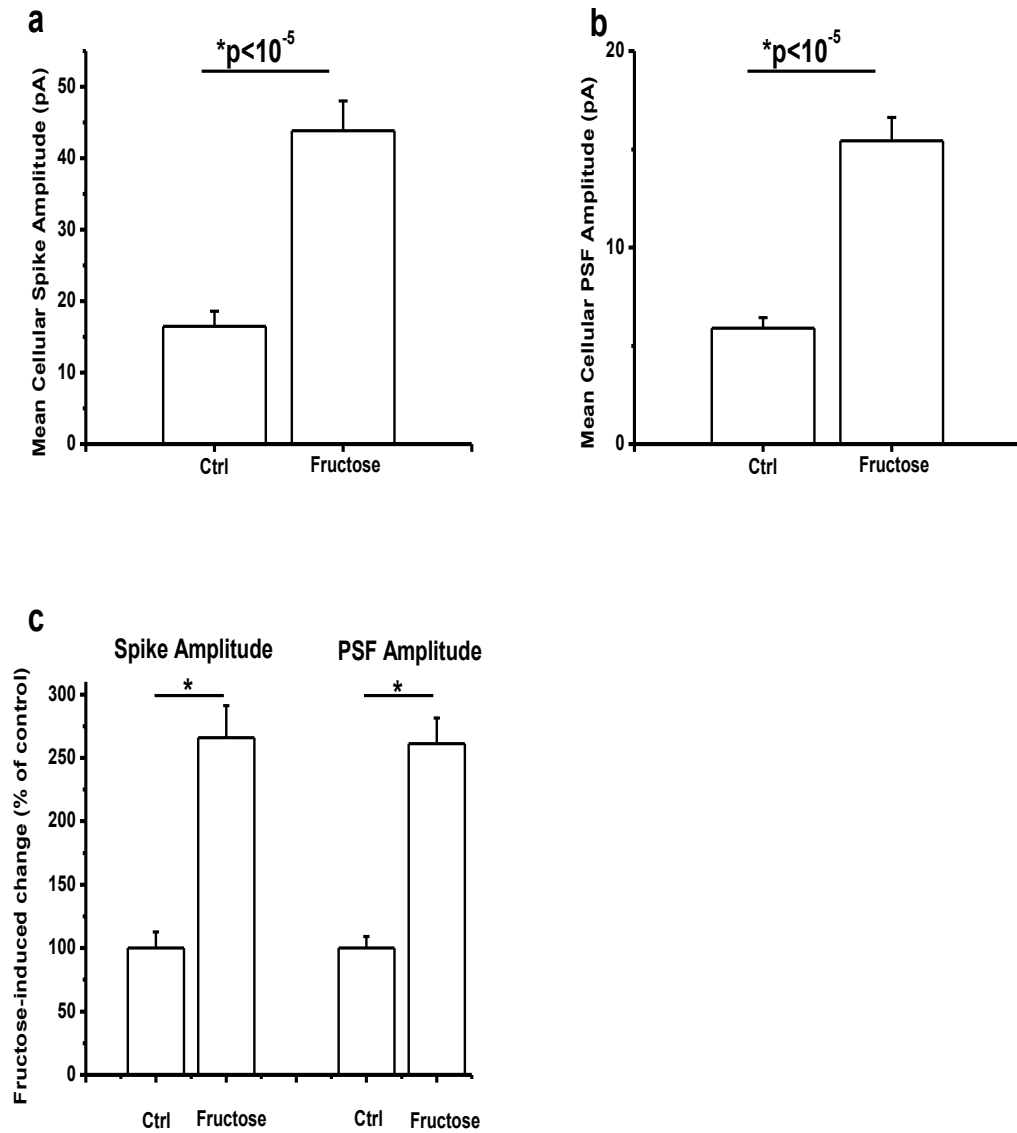 a
*p<10⁻⁵
Mean Cellular Spike Amplitude (pA)
50
40
30
20
10
0
Ctrl Fructose
b
*p<10⁻⁵
Mean Cellular PSF Amplitude (pA)
20
10
0
Ctrl Fructose
c
Spike Amplitude PSF Amplitude
* *
Fructose-induced change (% of control)
300
250
200
150
100
50
0
Ctrl Fructose Ctrl Fructose